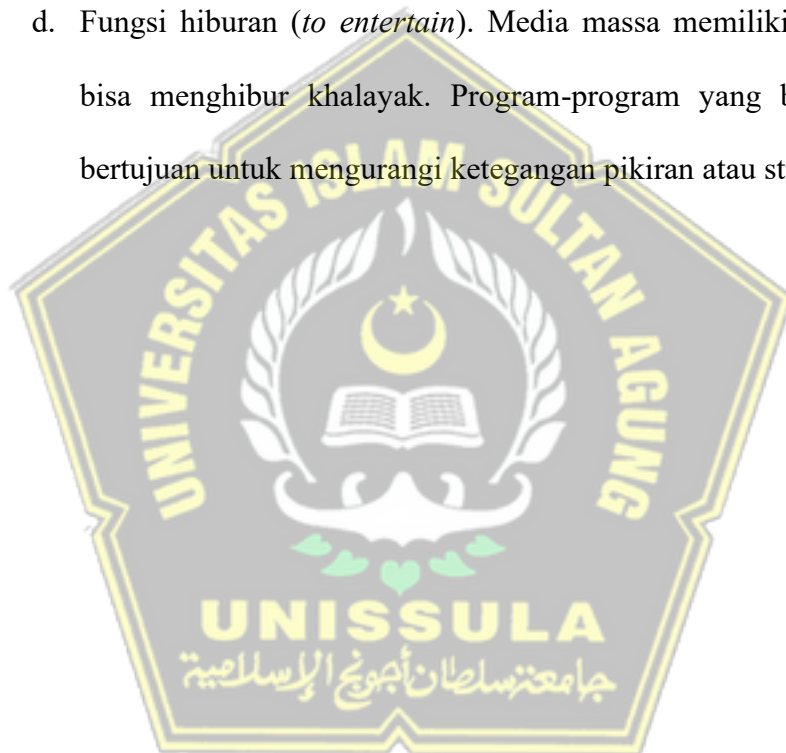 d. Fungsi hiburan (to entertain). Media massa memiliki
bisa menghibur khalayak. Program-program yang
bertujuan untuk mengurangi ketegangan pikiran atau
UNIVERSITAS ISLAM SULTAN AGUNG
UNISSULA
جامعة سلطان أجونج الإسلامية